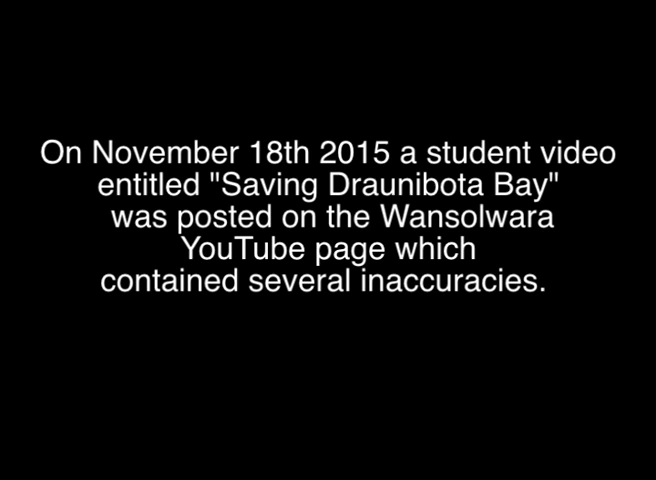 On November 18th 2015 a student video
entitled "Saving Draunibota Bay"
was posted on the Wansolwara
YouTube page which
contained several inaccuracies.